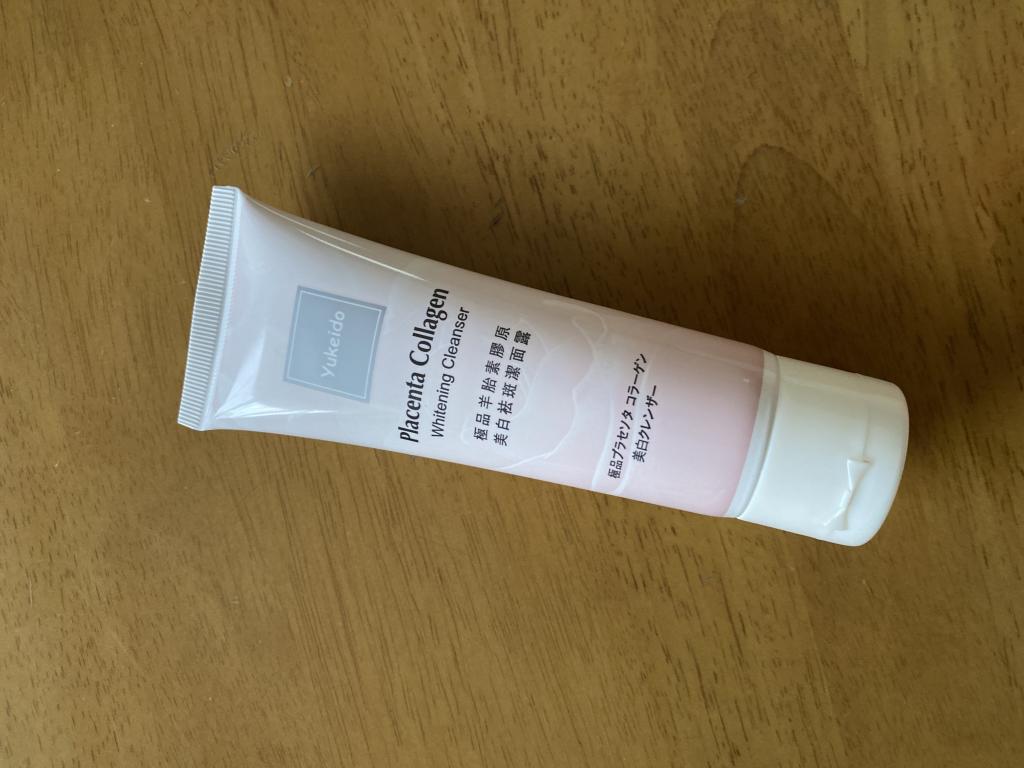 Yukeido
Placenta Collagen
Whitening Cleanser
極品羊胎素膠原
美白祛斑潔面霜
極品プラセンタ コラーゲン
美白クレンザー